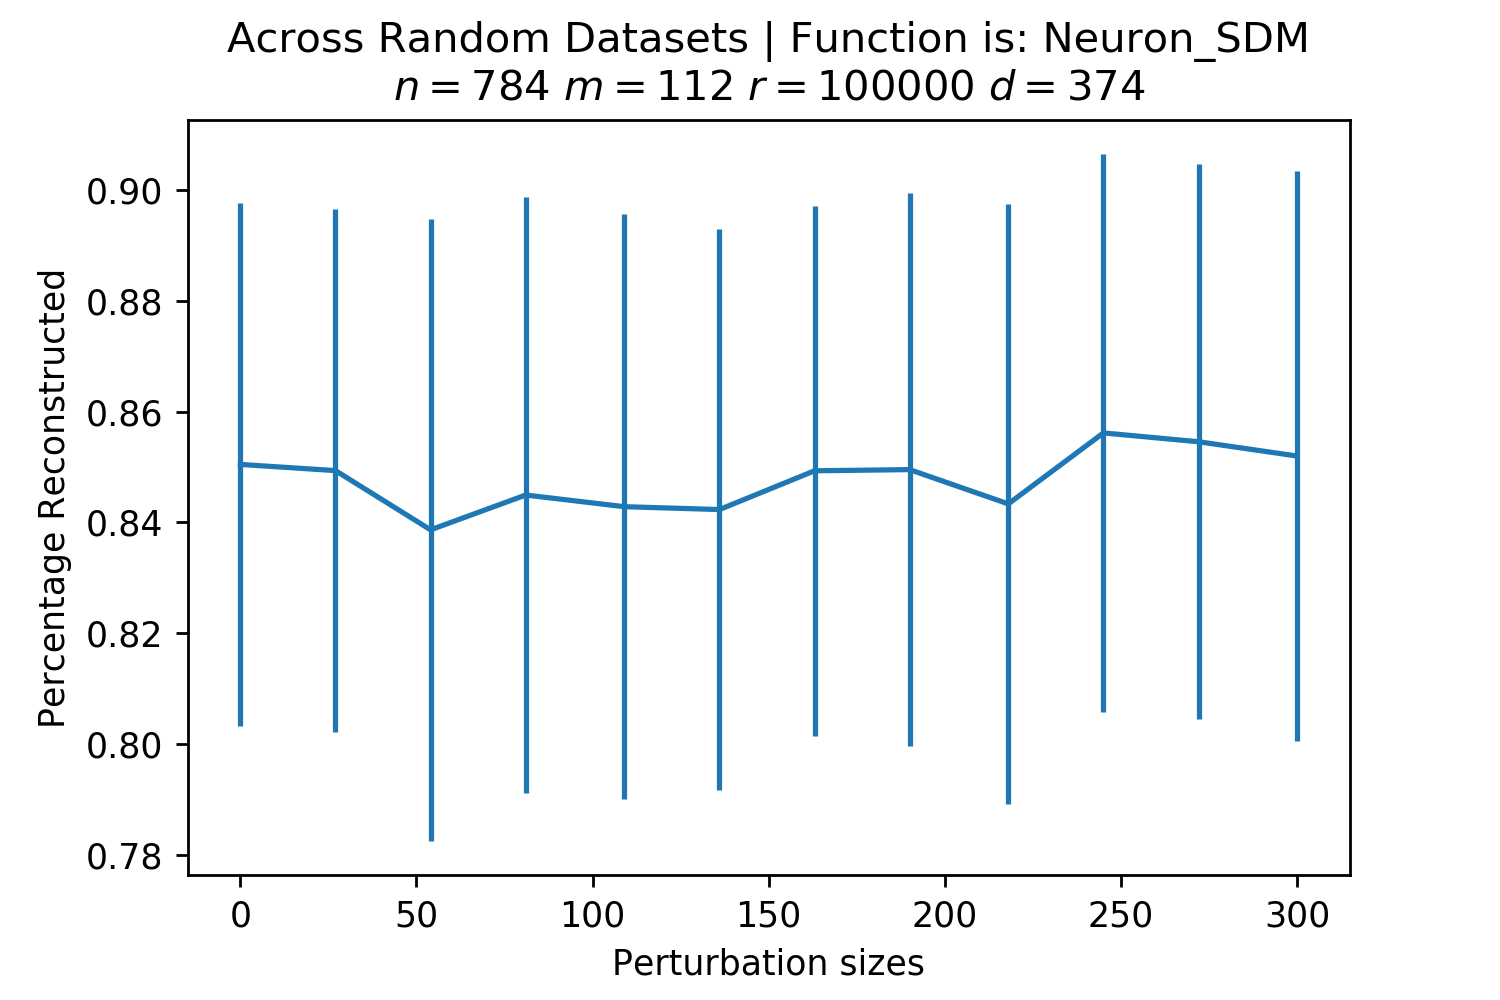 Across Random Datasets | Function is: Neuron_SDM
n = 784 m = 112 r = 100000 d = 374
Percentage Reconstructed
0.90
0.88
0.86
0.84
0.82
0.80
0.78
0 50 100 150 200 250 300
Perturbation sizes